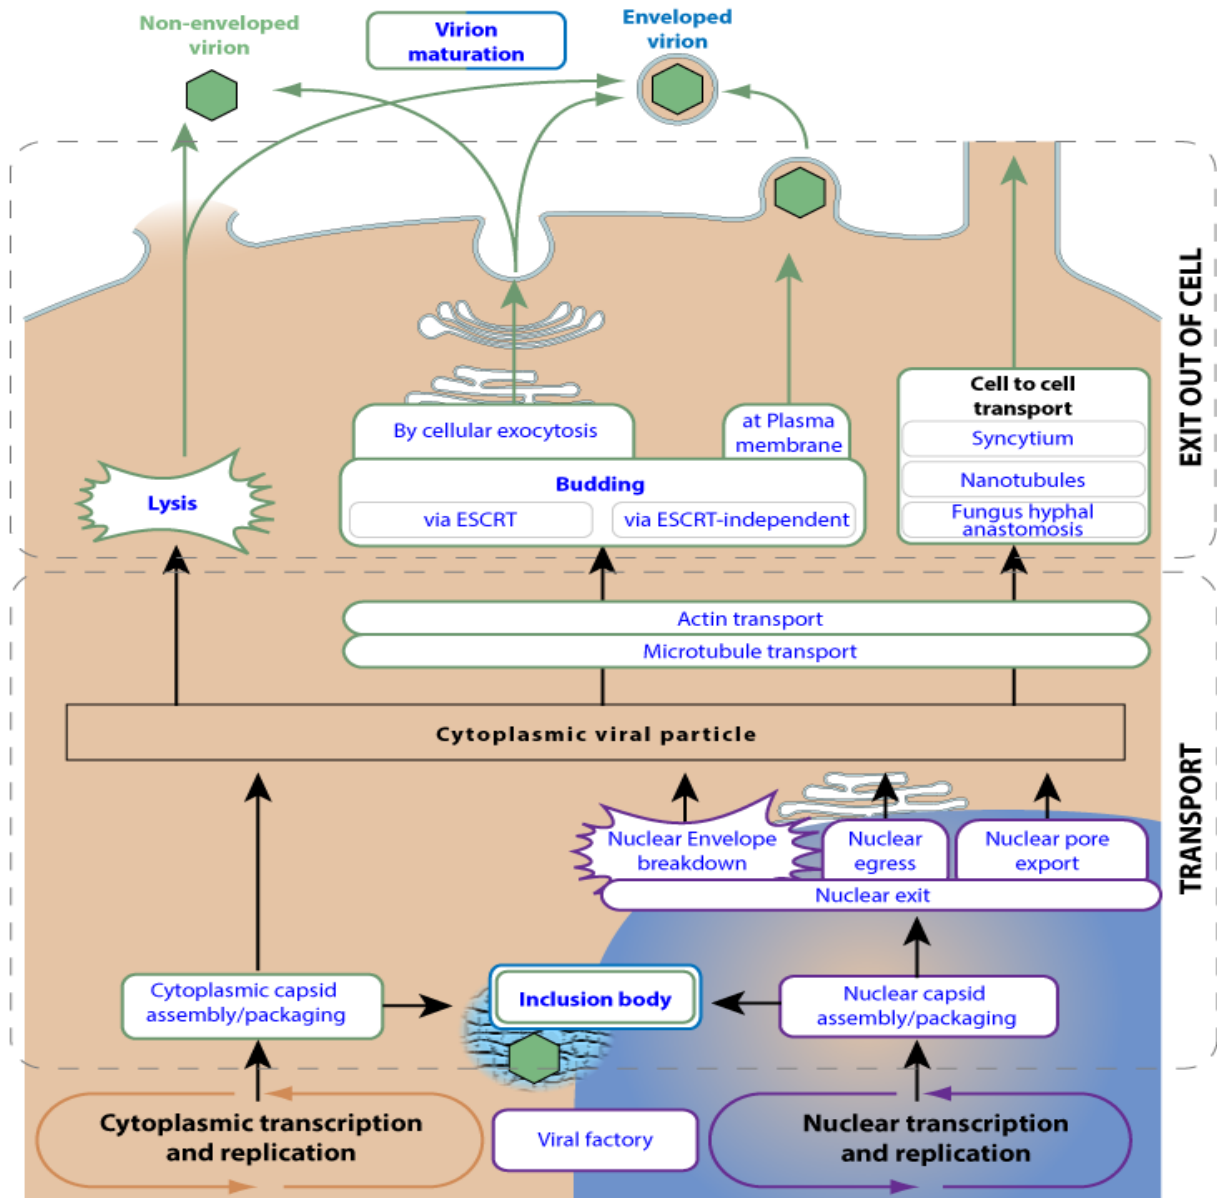 Non-enveloped
virion
Virion
maturation
Enveloped
virion
EXIT OUT OF CELL
Cell to cell
transport
Syncytium
Nanotubules
Fungus hyphal
anastomosis
By cellular exocytosis
at Plasma
membrane
Budding
via ESCRT
via ESCRT-independent
Lysis
TRANSPORT
Actin transport
Microtubule transport
Cytoplasmic viral particle
Nuclear Envelope
breakdown
Nuclear
egress
Nuclear pore
export
Nuclear exit
Cytoplasmic capsid
assembly/packaging
Inclusion body
Nuclear capsid
assembly/packaging
Cytoplasmic transcription
and replication
Viral factory
Nuclear transcription
and replication